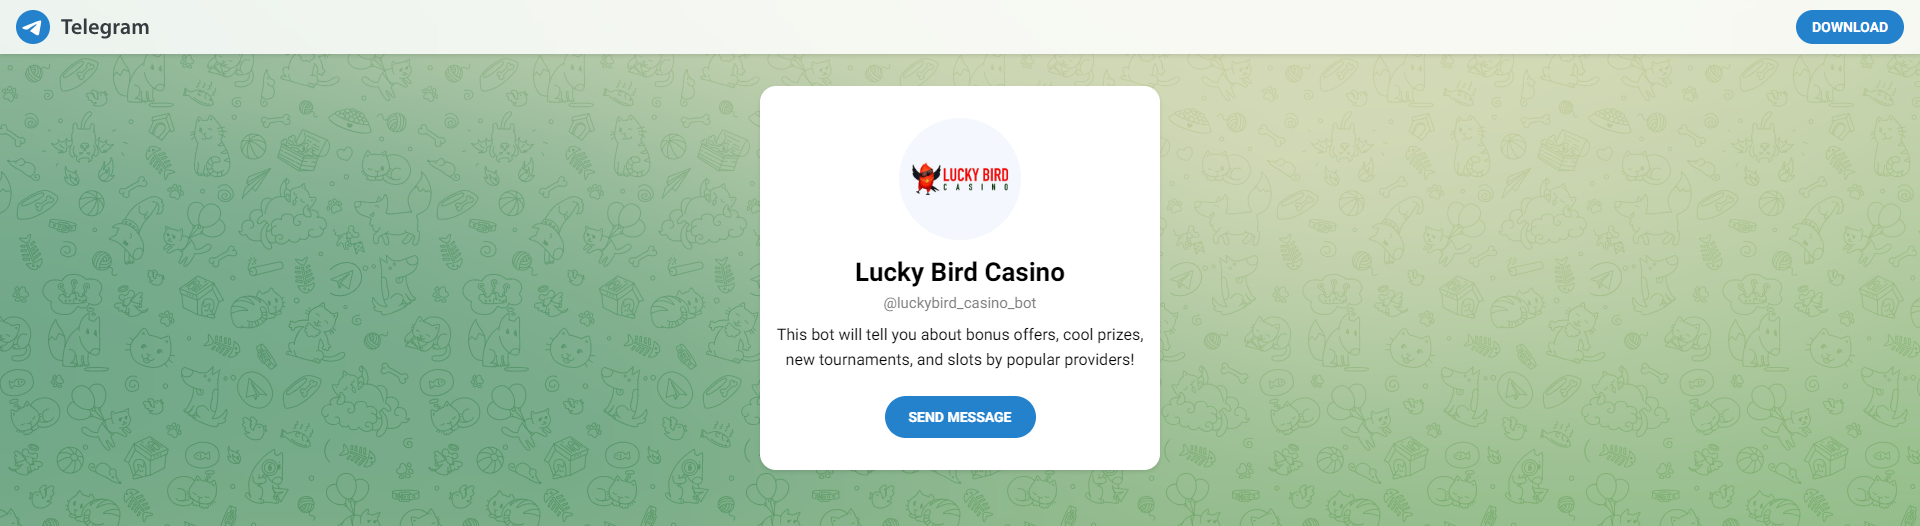 Telegram
DOWNLOAD
LUCKY BIRD
CASINO
Lucky Bird Casino
@luckybird_casino_bot
This bot will tell you about bonus offers, cool prizes,
new tournaments, and slots by popular providers!
SEND MESSAGE